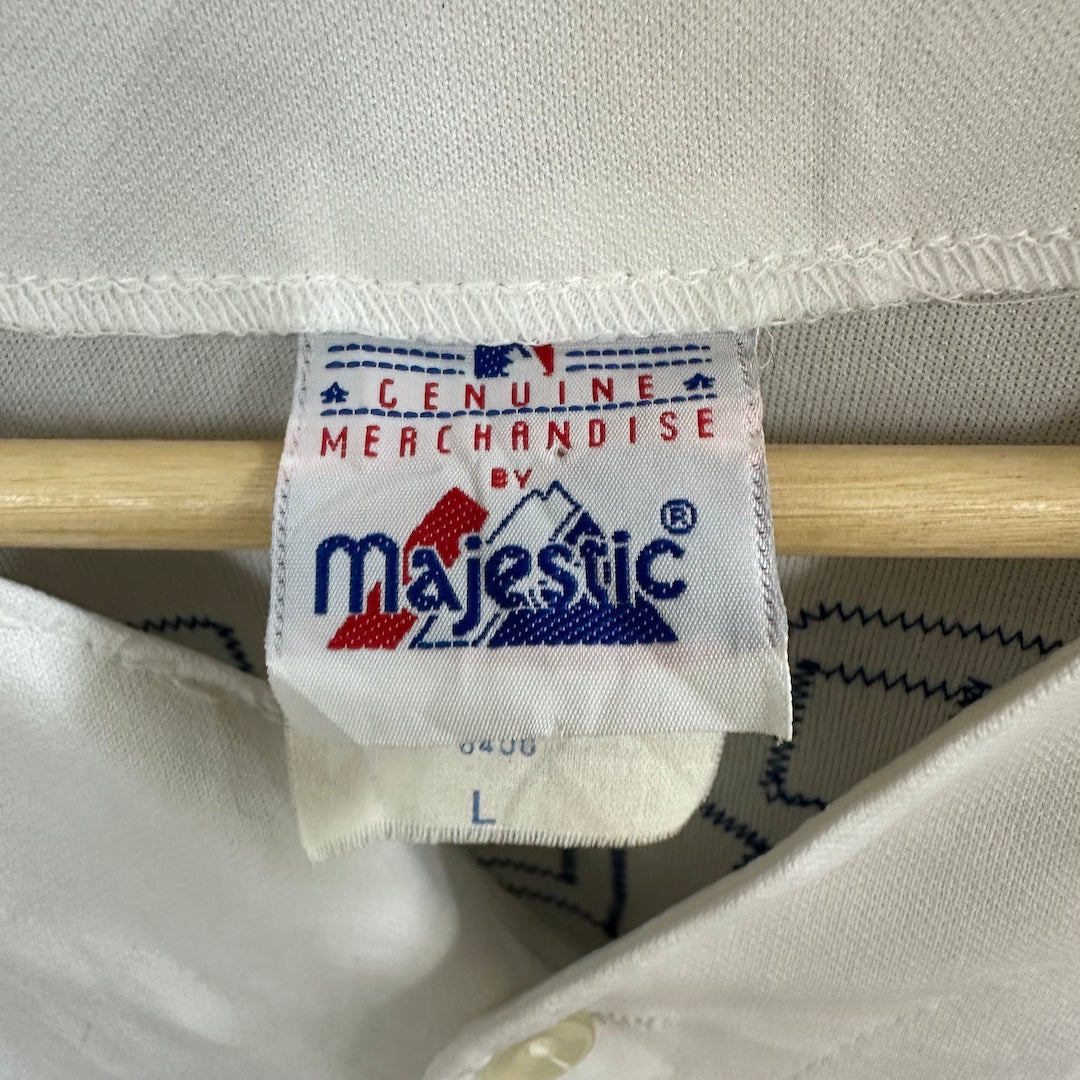 GENUINE
MERCHANDISE
BY
Majestic®
L